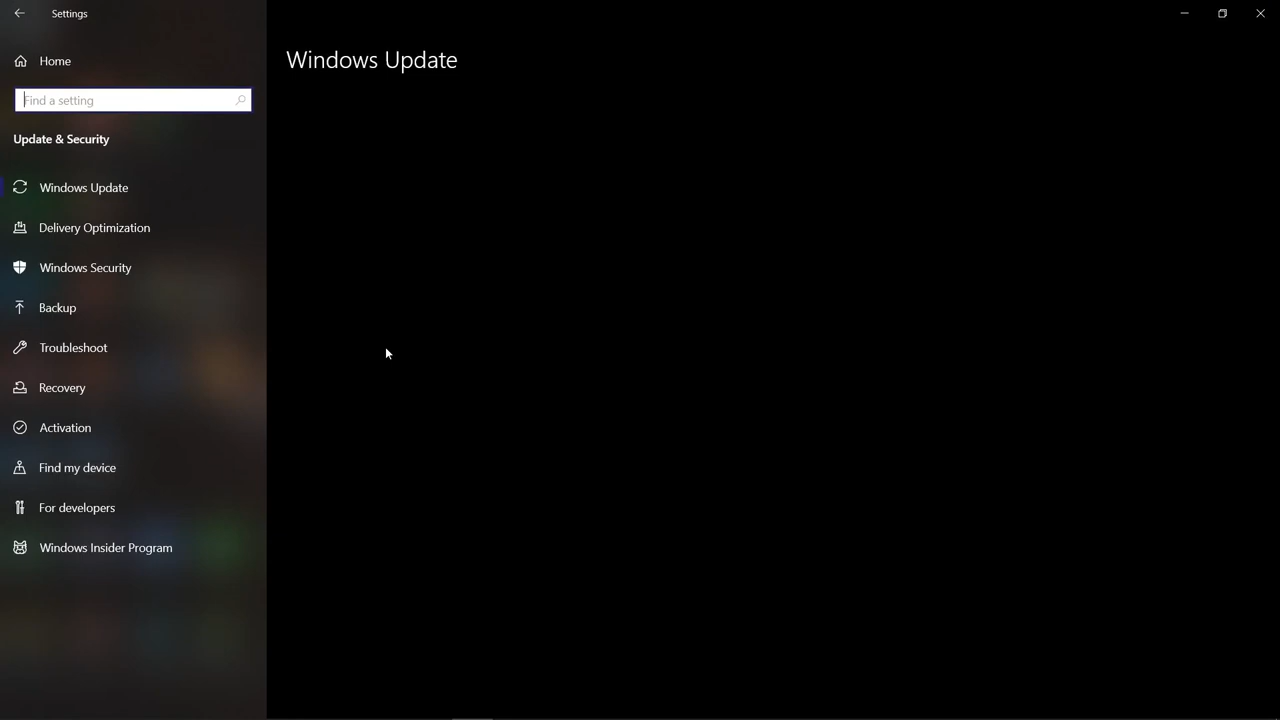 Settings
Home
Find a setting
Update & Security
Windows Update
Delivery Optimization
Windows Security
Backup
Troubleshoot
Recovery
Activation
Find my device
For developers
Windows Insider Program
Windows Update